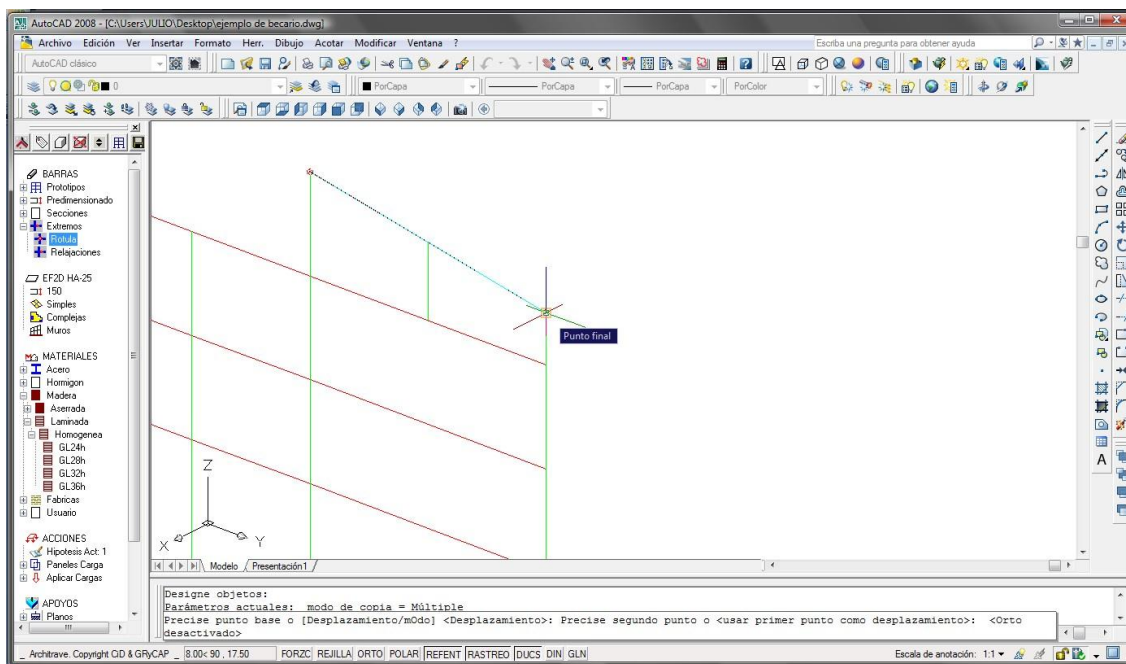 AutoCAD 2008 - [C:\Users\JULIO\Desktop\ejemplo de becario.dwg]
Archivo Edición Ver Insertar Formato Herr. Dibujo Acotar Modificar Ventana ?
Escriba una pregunta para obtener ayuda
AutoCAD clásico
0
PorCapa
PorCapa
PorCapa
PorColor
BARRAS
Prototipos
Predimensionado
Secciones
Extremos
Rotula
Relajaciones
EF2D HA-25
150
Simples
Complejas
Muros
MATERIALES
Acero
Hormigon
Madera
Aserrada
Laminada
Homogenea
GL24h
GL28h
GL32h
GL36h
Fabricas
Usuario
ACCIONES
Hipotesis Act: 1
Paneles Carga
Aplicar Cargas
APOYOS
Planos
Punto final
Z
X
Y
Modelo
Presentación1
Designe objetos:
Parámetros actuales: modo de copia = Múltiple
Precise punto base o [Desplazamiento/mOdo] <Desplazamiento>: Precise segundo punto o <usar primer punto como desplazamiento>: <Orto
desactivado>
_ Architrave. Copyright CiD & GRyCAP _ 8.00< 90 , 17.50 FORZC REJILLA ORTO POLAR REFENT RASTREO DUCS DIN GLN Escala de anotación: 1:1